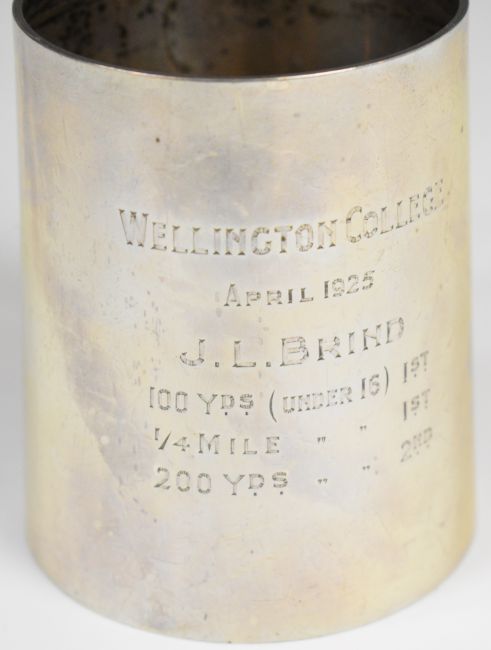 WELLINGTON COLLEGE.
APRIL 1925
J. L. BRIND
100 YDS (UNDER 16) 1ST
1/4 MILE " " 1ST
200 YDS " " 2ND